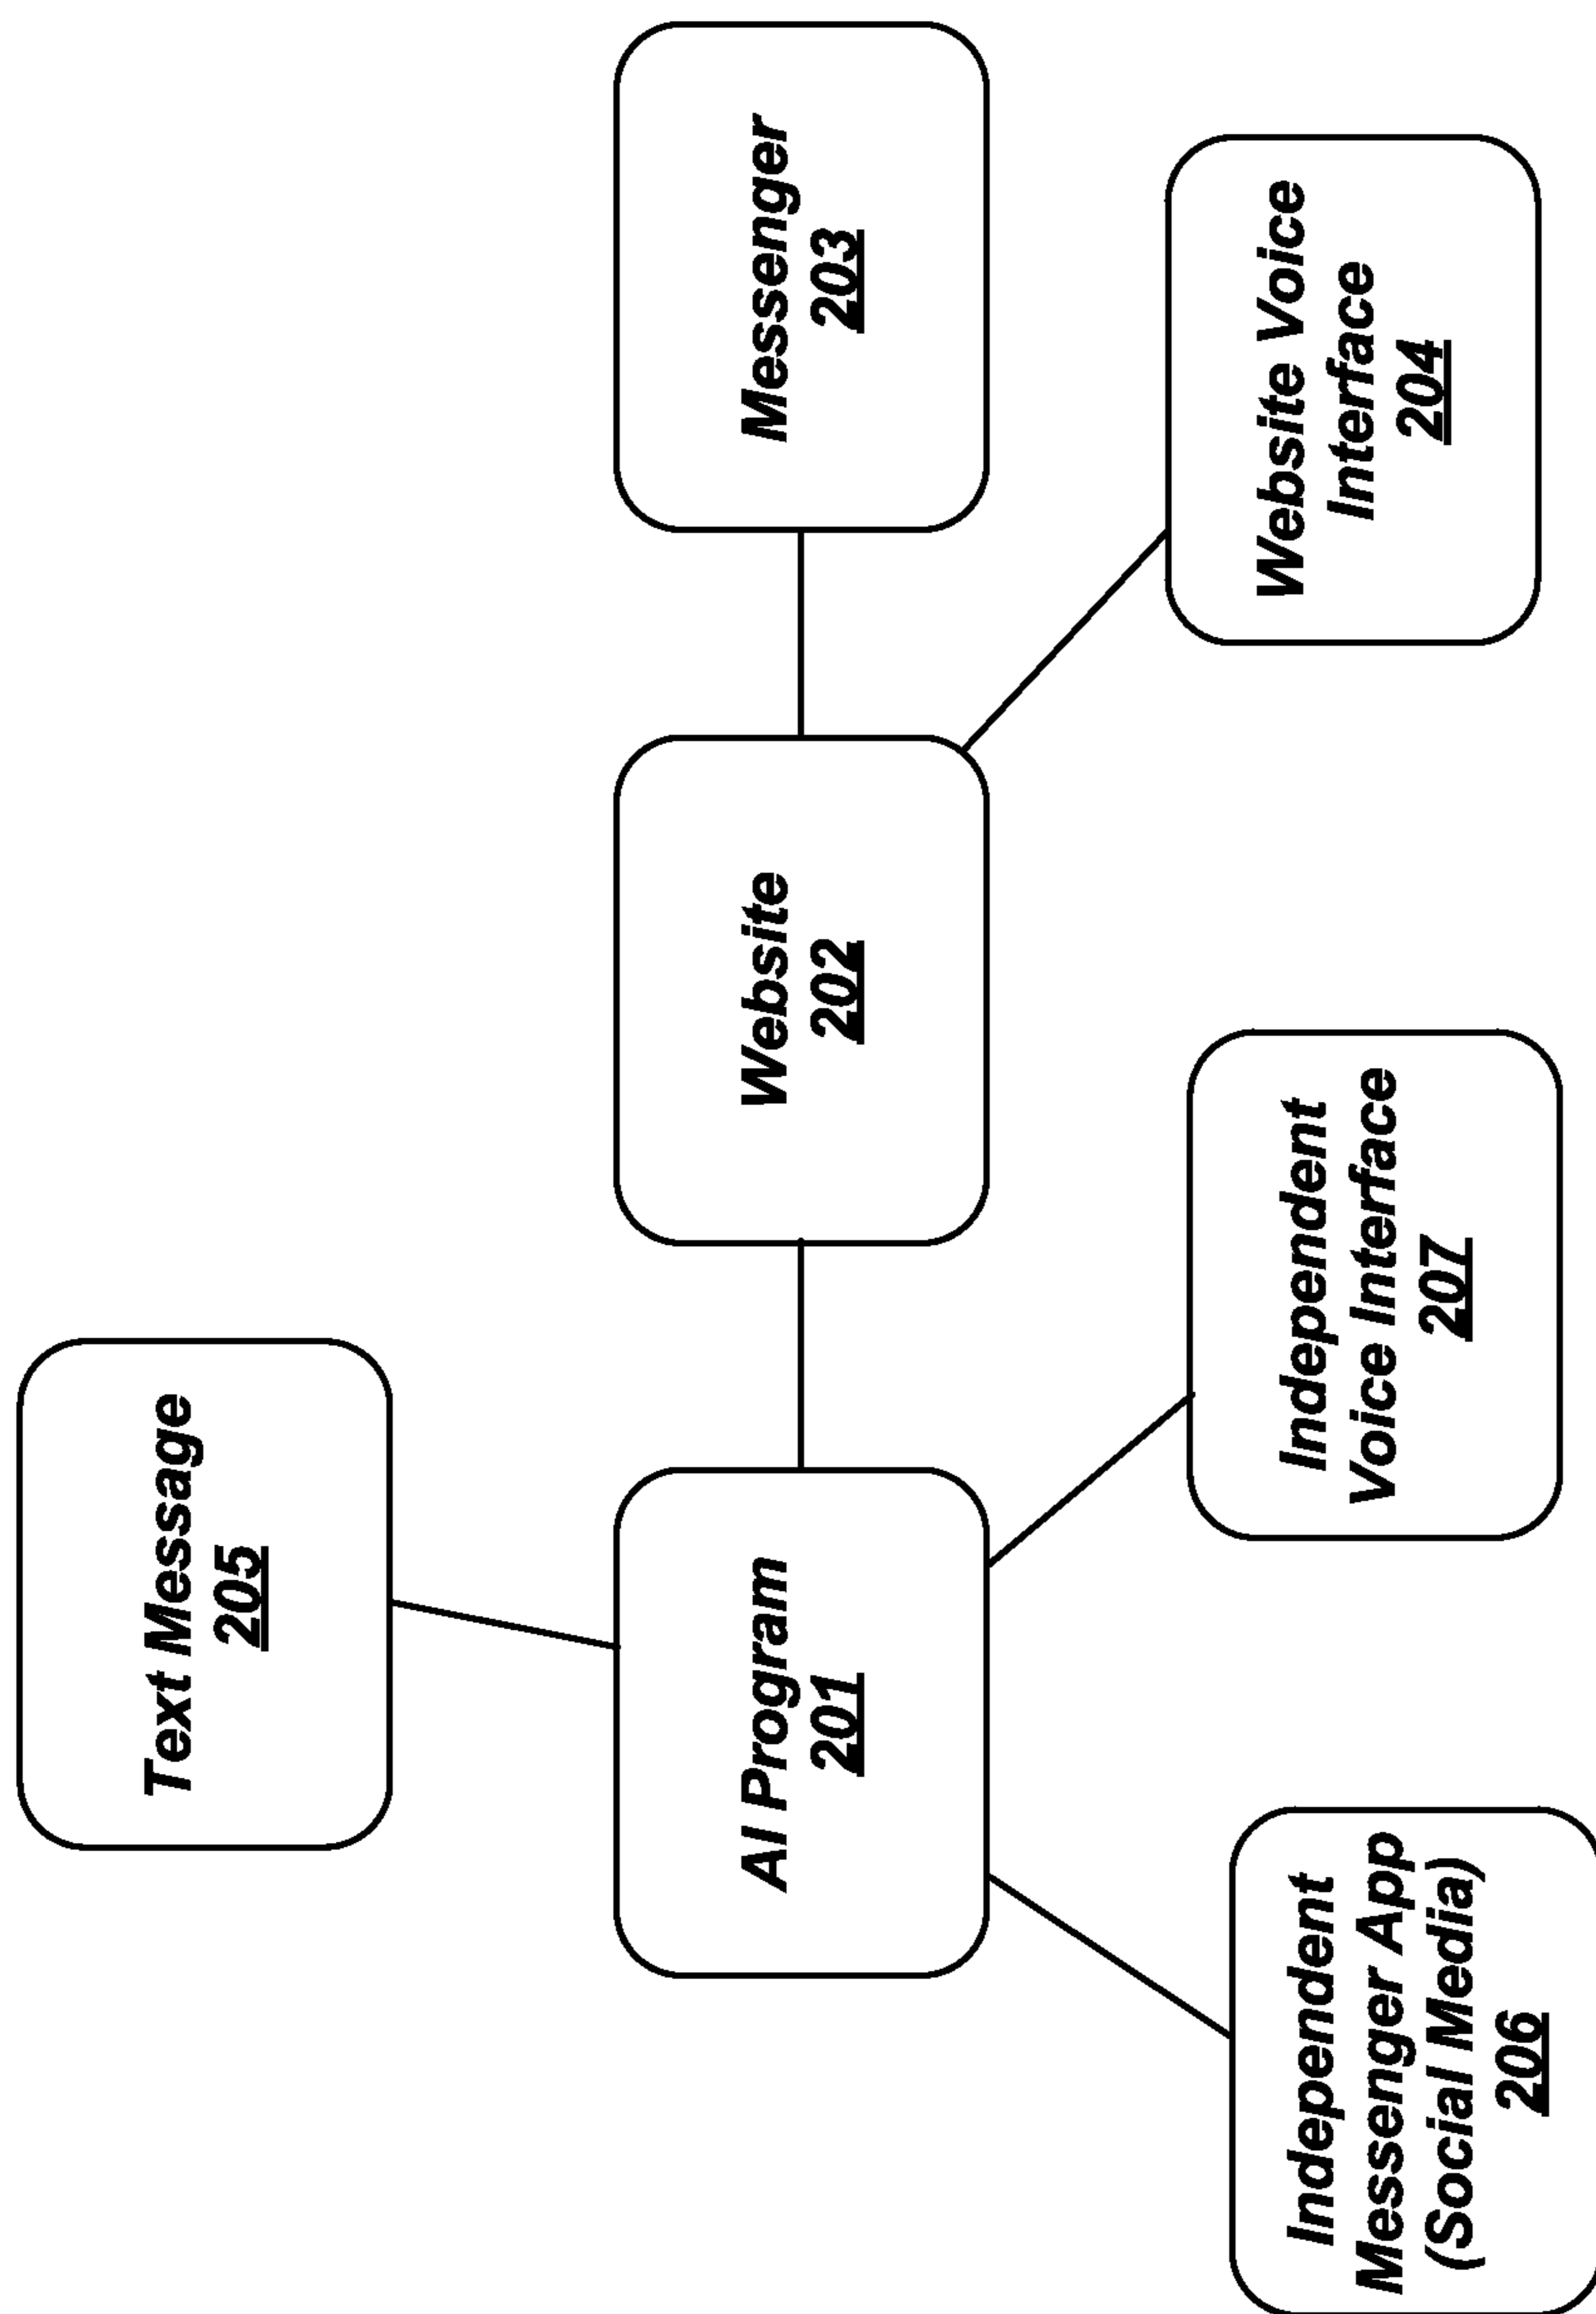 Text Message
205
AI Program
201
Website
202
Messenger
203
Independent
Messenger App
(Social Media)
206
Independent
Voice Interface
207
Website Voice
Interface
204